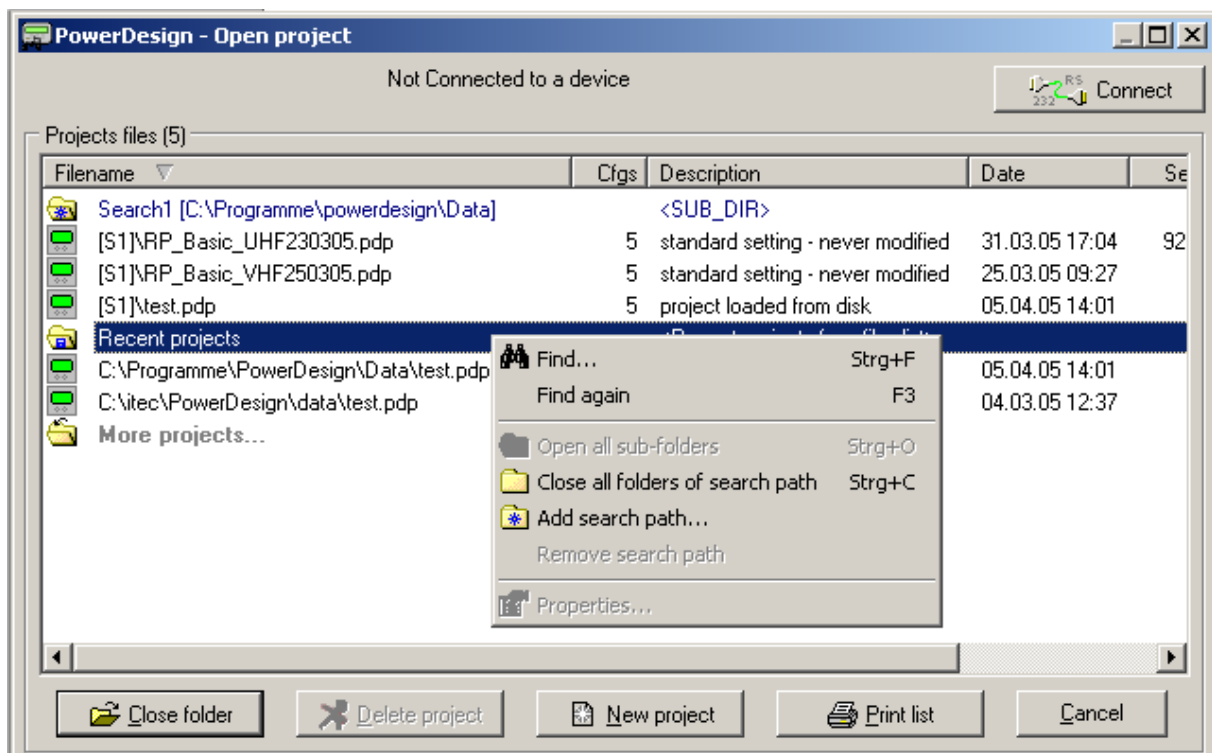 PowerDesign - Open project
Not Connected to a device
RS 232 Connect
Projects files (5)
Filename Cfgs Description Date Se
Search1 [C:\Programme\powerdesign\Data] <SUB_DIR>
[S1]\RP_Basic_UHF230305.pdp 5 standard setting - never modified 31.03.05 17:04 92
[S1]\RP_Basic_VHF250305.pdp 5 standard setting - never modified 25.03.05 09:27
[S1]\test.pdp 5 project loaded from disk 05.04.05 14:01
Recent projects
C:\Programme\PowerDesign\Data\test.pdp 05.04.05 14:01
C:\itec\PowerDesign\data\test.pdp 04.03.05 12:37
More projects...
Find... Strg+F
Find again F3
Open all sub-folders Strg+O
Close all folders of search path Strg+C
Add search path...
Remove search path
Properties...
Close folder Delete project New project Print list Cancel